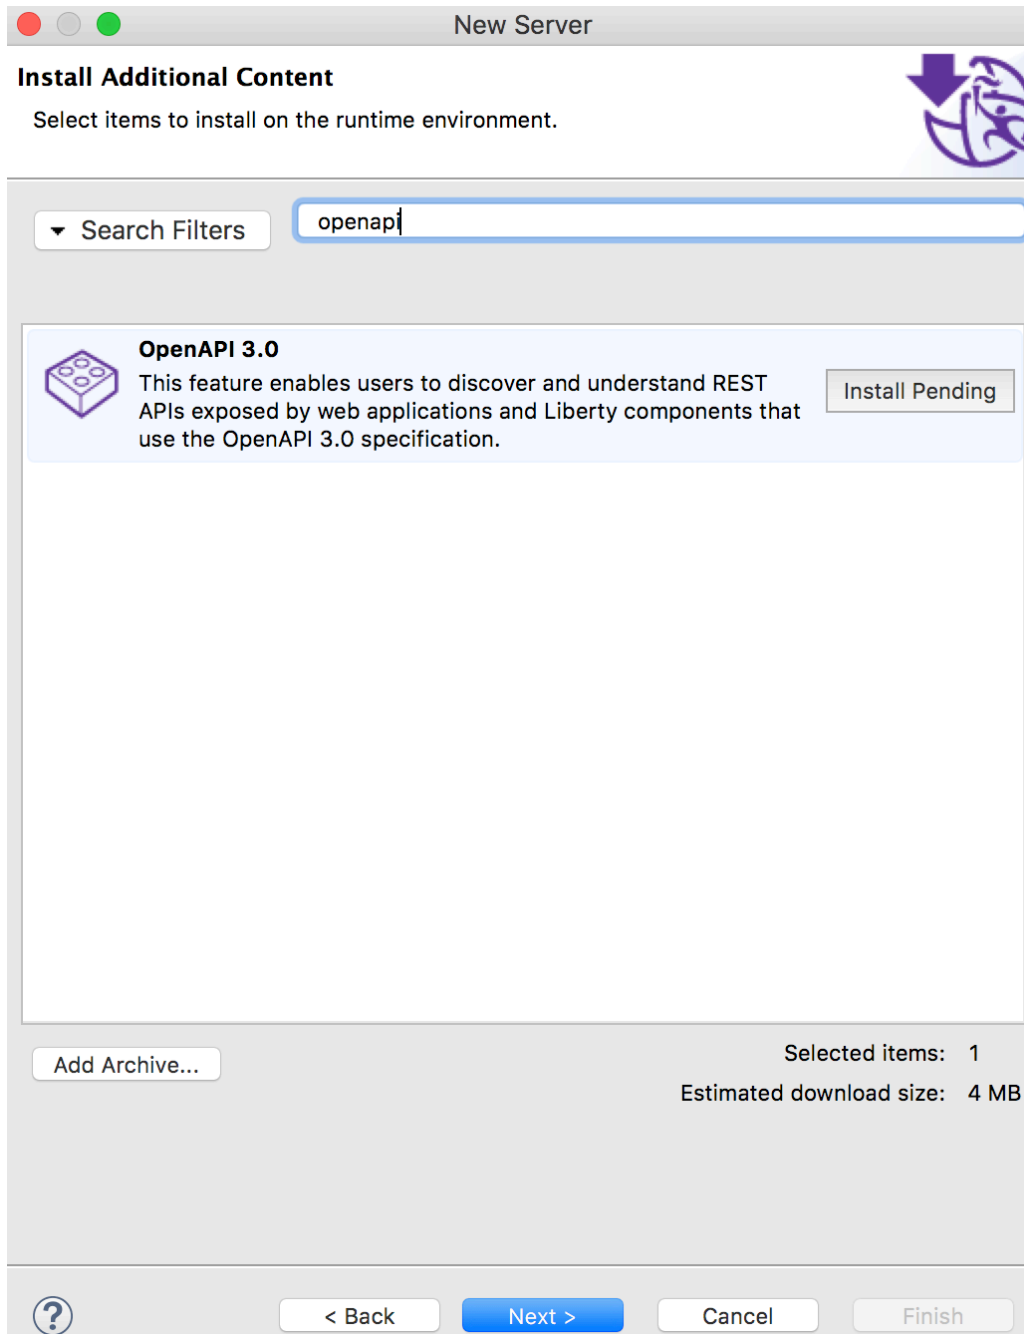 New Server
Install Additional Content
Select items to install on the runtime environment.
Search Filters
openapi
OpenAPI 3.0
This feature enables users to discover and understand REST
APIs exposed by web applications and Liberty components that
use the OpenAPI 3.0 specification.
Install Pending
Add Archive...
Selected items: 1
Estimated download size: 4 MB
?
< Back
Next >
Cancel
Finish